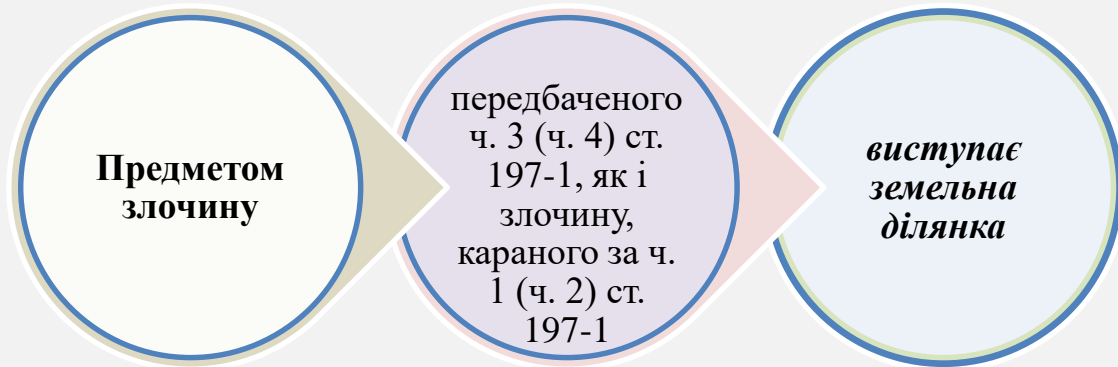 Предметом
злочину
передбаченого
ч. 3 (ч. 4) ст.
197-1, як і
злочину,
караного за ч.
1 (ч. 2) ст.
197-1
виступає
земельна
ділянка